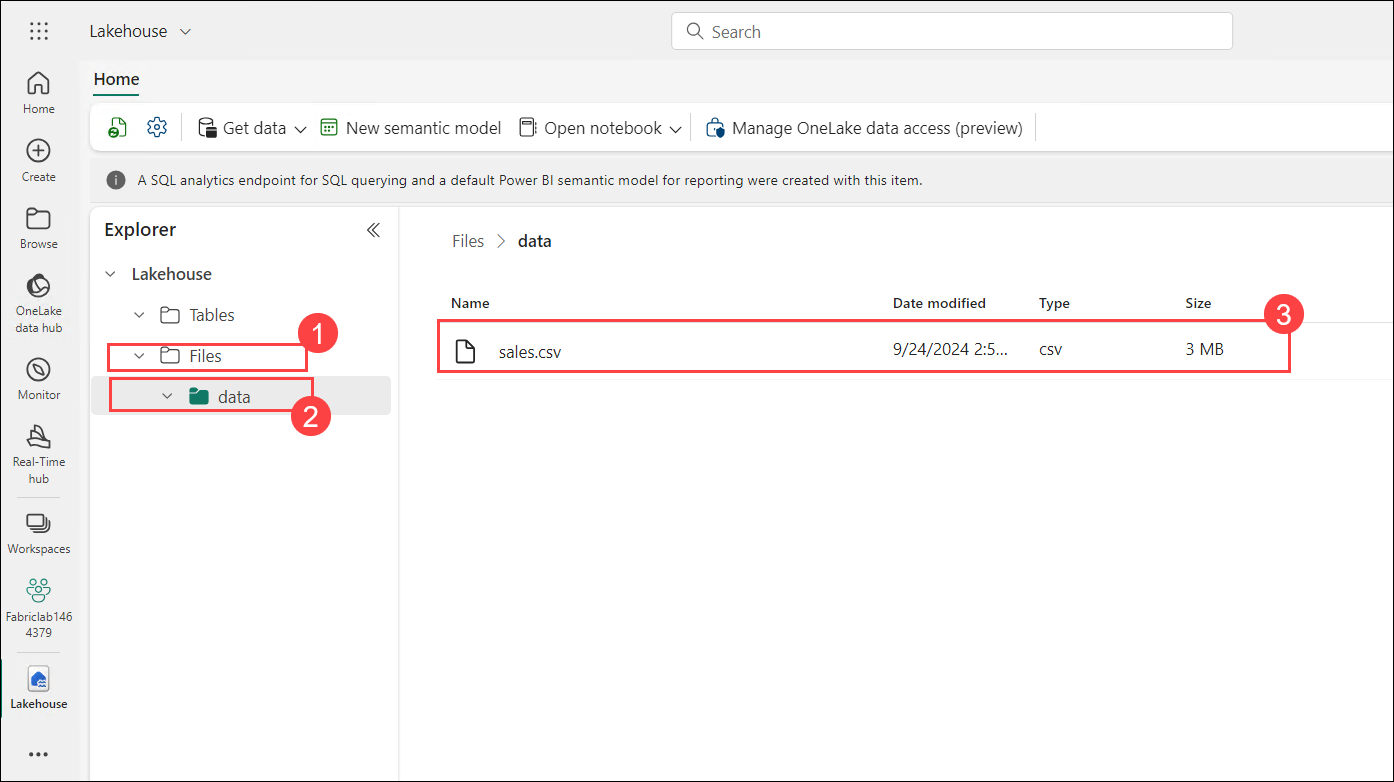 Lakehouse
Search
Home
Home
Get data
New semantic model
Open notebook
Manage OneLake data access (preview)
Create
A SQL analytics endpoint for SQL querying and a default Power BI semantic model for reporting were created with this item.
Browse
OneLake
data hub
Monitor
Real-Time
hub
Workspaces
Fabriclab146
4379
Lakehouse
Explorer
Lakehouse
Tables
1
Files
data
2
Files > data
Name Date modified Type Size
3
sales.csv 9/24/2024 2:5... csv 3 MB